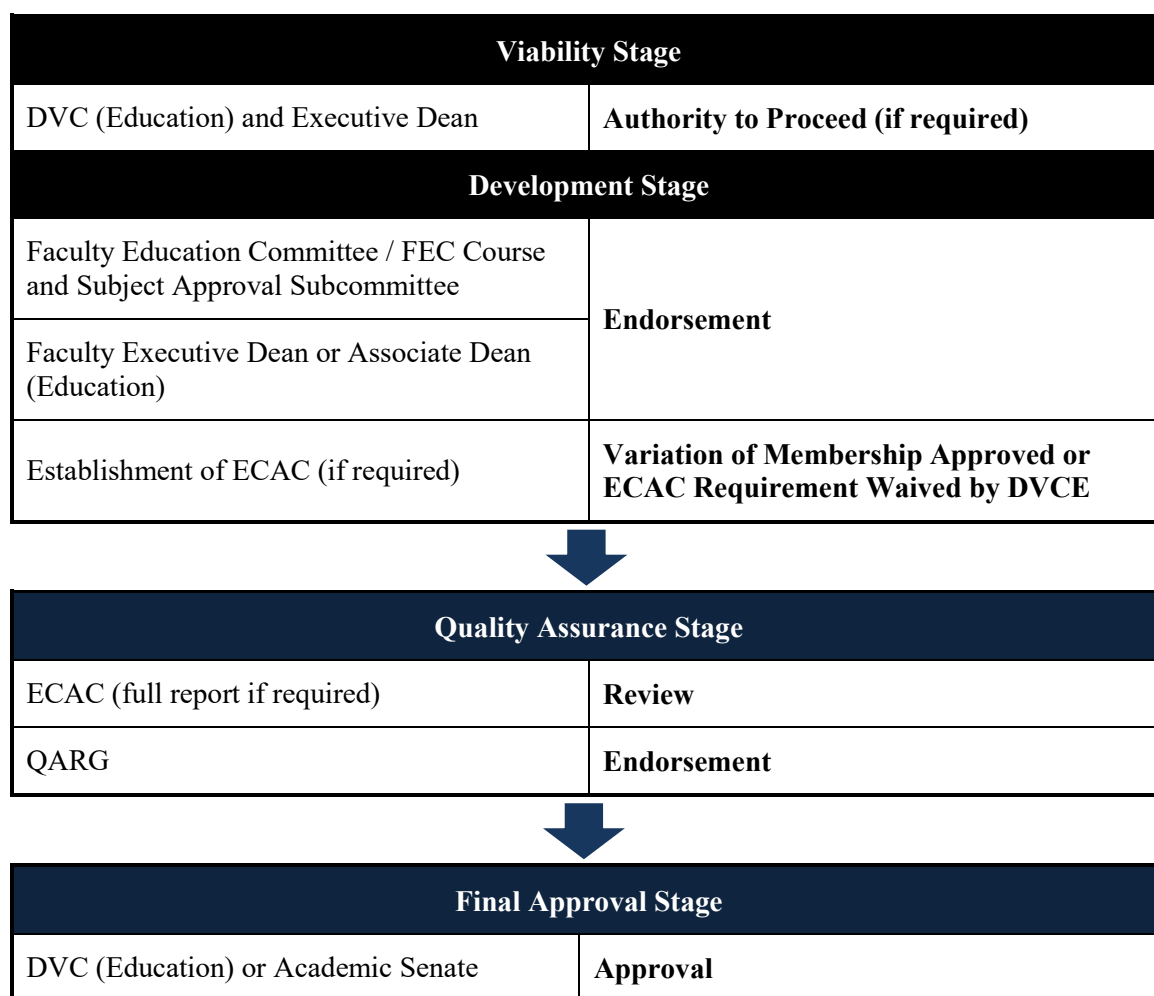 Viability Stage
DVC (Education) and Executive Dean
Authority to Proceed (if required)
Development Stage
Faculty Education Committee / FEC Course
and Subject Approval Subcommittee
Faculty Executive Dean or Associate Dean
(Education)
Endorsement
Establishment of ECAC (if required)
Variation of Membership Approved or
ECAC Requirement Waived by DVCE
Quality Assurance Stage
ECAC (full report if required)
Review
QARG
Endorsement
Final Approval Stage
DVC (Education) or Academic Senate
Approval